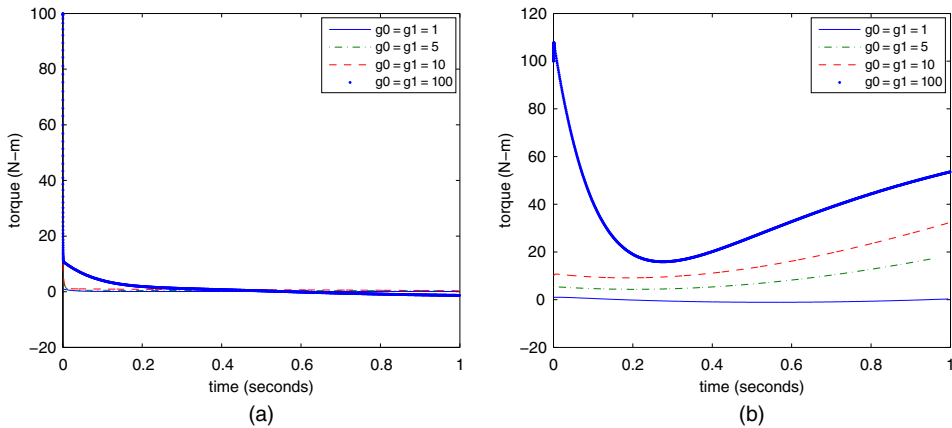 100
80
60
40
20
0
−20
torque (N−m)
0
0.2
0.4
0.6
0.8
1
time (seconds)
g0 = g1 = 1
g0 = g1 = 5
g0 = g1 = 10
g0 = g1 = 100
(a)
120
100
80
60
40
20
0
−20
torque (N−m)
0
0.2
0.4
0.6
0.8
1
time (seconds)
g0 = g1 = 1
g0 = g1 = 5
g0 = g1 = 10
g0 = g1 = 100
(b)